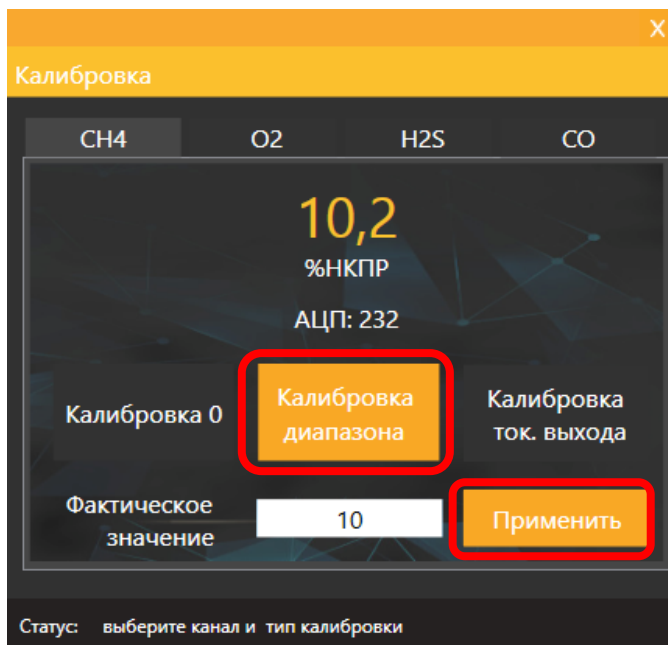 X
Калибровка
CH4 O2 H2S CO
10,2
%НКПР
АЦП: 232
Калибровка 0
Калибровка
диапазона
Калибровка
ток. выхода
Фактическое
значение
10
Применить
Статус: выберите канал и тип калибровки